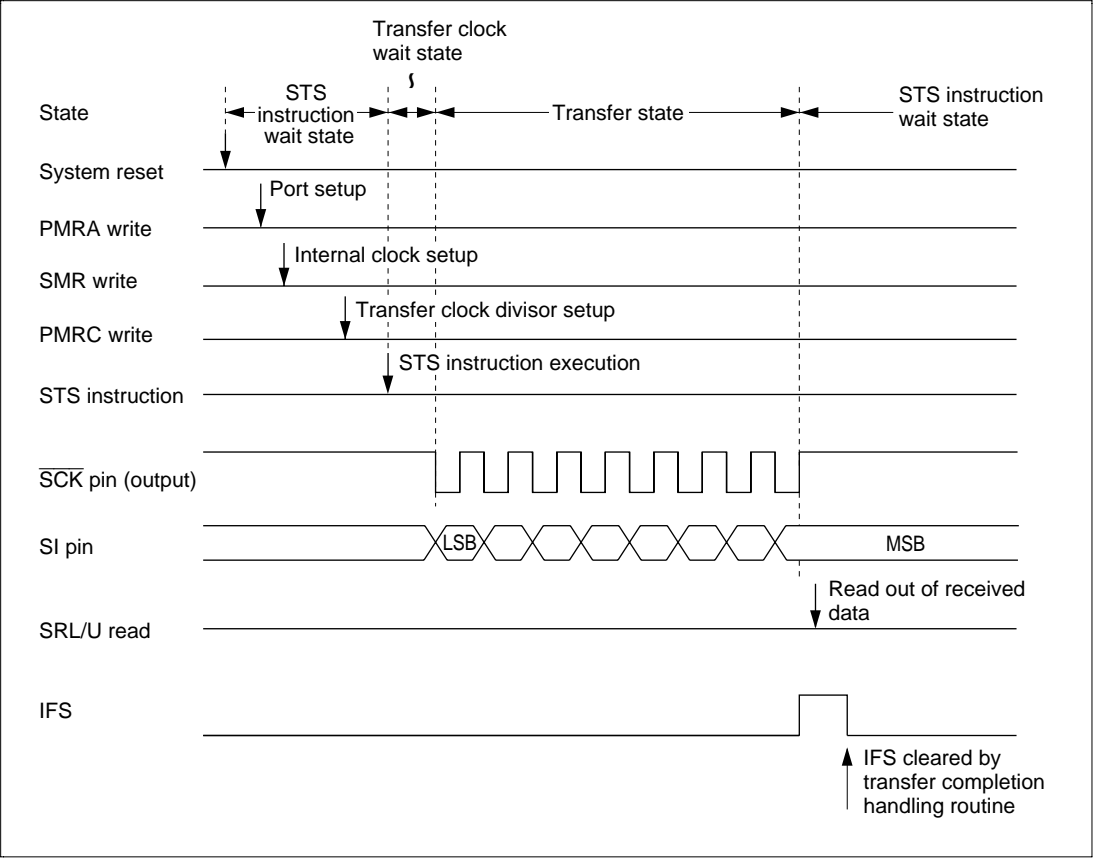 Transfer clock
wait state
State
STS
instruction
wait state
Transfer state
STS instruction
wait state
System reset
Port setup
PMRA write
Internal clock setup
SMR write
Transfer clock divisor setup
PMRC write
STS instruction execution
STS instruction
SCK pin (output)
SI pin
LSB
MSB
Read out of received
data
SRL/U read
IFS
IFS cleared by
transfer completion
handling routine